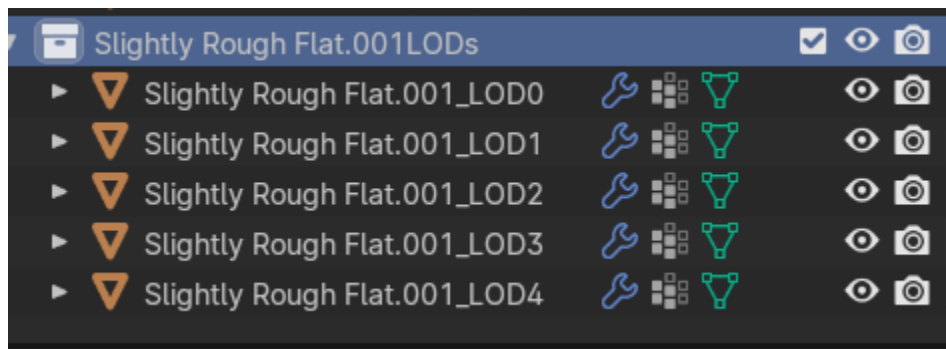 Slightly Rough Flat.001LODs
Slightly Rough Flat.001_LOD0
Slightly Rough Flat.001_LOD1
Slightly Rough Flat.001_LOD2
Slightly Rough Flat.001_LOD3
Slightly Rough Flat.001_LOD4